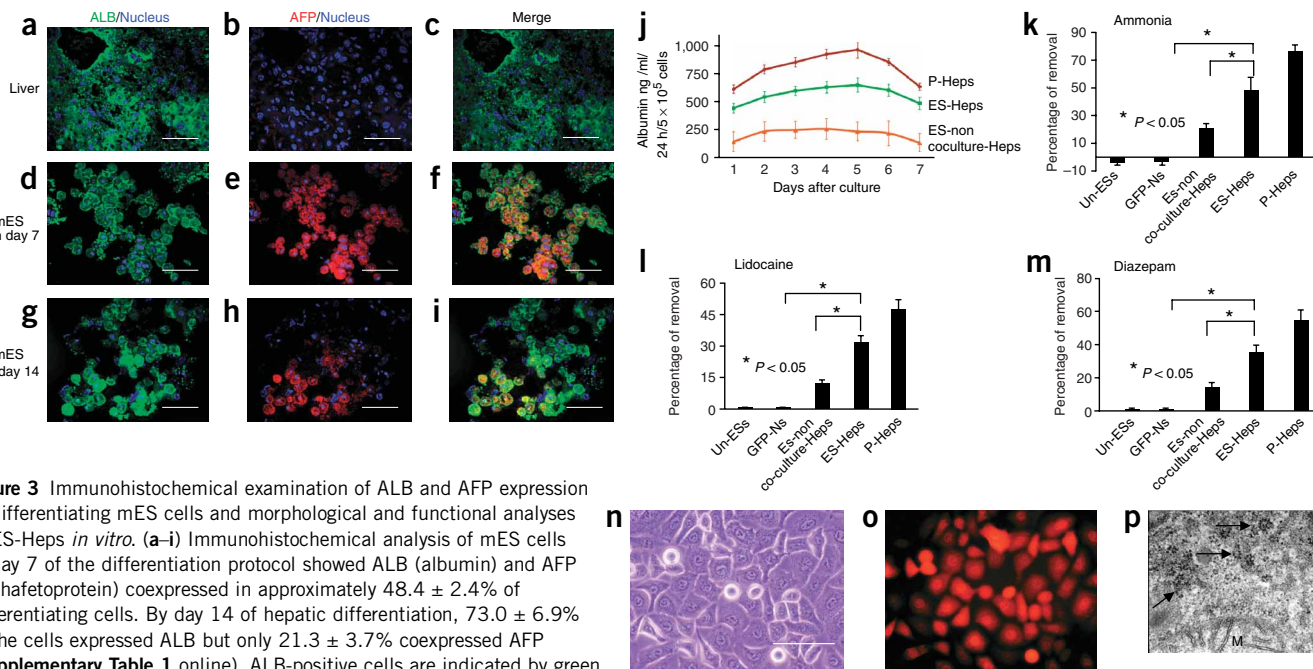 a
ALB/Nucleus
b
AFP/Nucleus
c
Merge
Liver
d
e
f
mES
day 7
g
h
i
mES
day 14
j
Albumin ng /ml/
24 h/5 × 10⁵ cells
1,000
750
500
250
0
1 2 3 4 5 6 7
Days after culture
P-Heps
ES-Heps
ES-non
coculture-Heps
k
Ammonia
Percentage of removal
90
70
50
30
10
–10
*
*
* P < 0.05
Un-ESs
GFP-Ns
Es-non
co-culture-Heps
ES-Heps
P-Heps
l
Lidocaine
Percentage of removal
60
45
30
15
0
*
*
* P < 0.05
Un-ESs
GFP-Ns
Es-non
co-culture-Heps
ES-Heps
P-Heps
m
Diazepam
Percentage of removal
80
60
40
20
0
*
*
* P < 0.05
Un-ESs
GFP-Ns
Es-non
co-culture-Heps
ES-Heps
P-Heps
ure 3 Immunohistochemical examination of ALB and AFP expression
ifferentiating mES cells and morphological and functional analyses
ES-Heps in vitro. (a–i) Immunohistochemical analysis of mES cells
ay 7 of the differentiation protocol showed ALB (albumin) and AFP
hafetoprotein) coexpressed in approximately 48.4 ± 2.4% of
erentiating cells. By day 14 of hepatic differentiation, 73.0 ± 6.9%
he cells expressed ALB but only 21.3 ± 3.7% coexpressed AFP
pplementary Table 1 online). ALB-positive cells are indicated by green
n
o
p
M